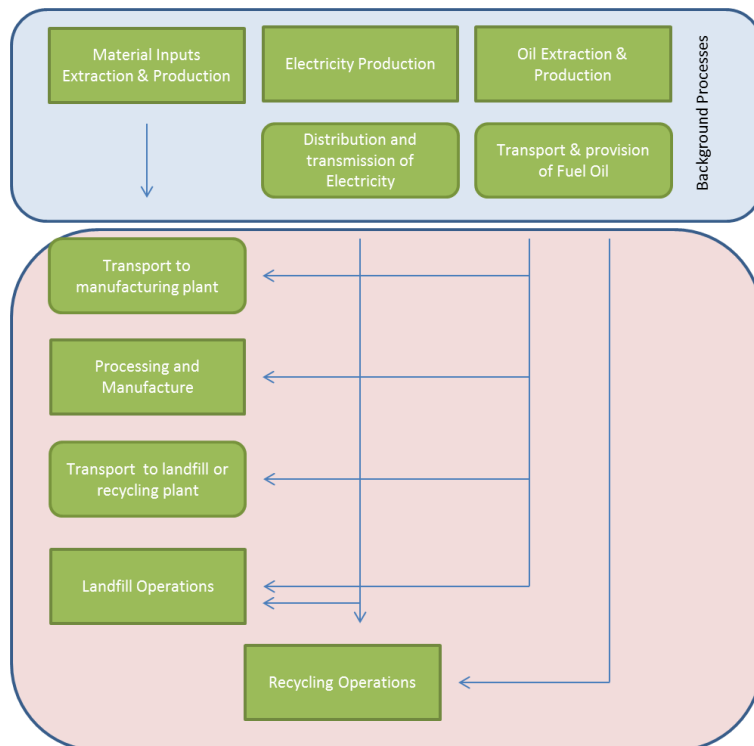 Material Inputs
Extraction & Production
Electricity Production
Oil Extraction &
Production
Background Processes
Distribution and
transmission of
Electricity
Transport & provision
of Fuel Oil
Transport to
manufacturing plant
Processing and
Manufacture
Transport  to landfill or
recycling plant
Landfill Operations
Recycling Operations